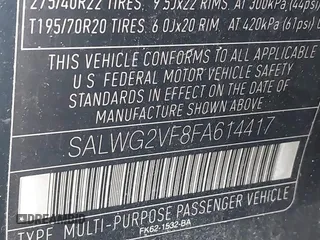 275/40R22 TIRES. 9.5Jx22 RIMS. AT 300kPa (44psi)
T195/70R20 TIRES 6.0Jx20 RIM, AT 420kPa (61psi)
THIS VEHICLE CONFORMS TO ALL APPLICABLE
U S FEDERAL MOTOR VEHICLE SAFETY
STANDARDS IN EFFECT ON THE DATE OF
MANUFACTURE SHOWN ABOVE.
SALWG2VF8FA614417
TYPE MULTI-PURPOSE PASSENGER VEHICLE
FK62-1532-BA